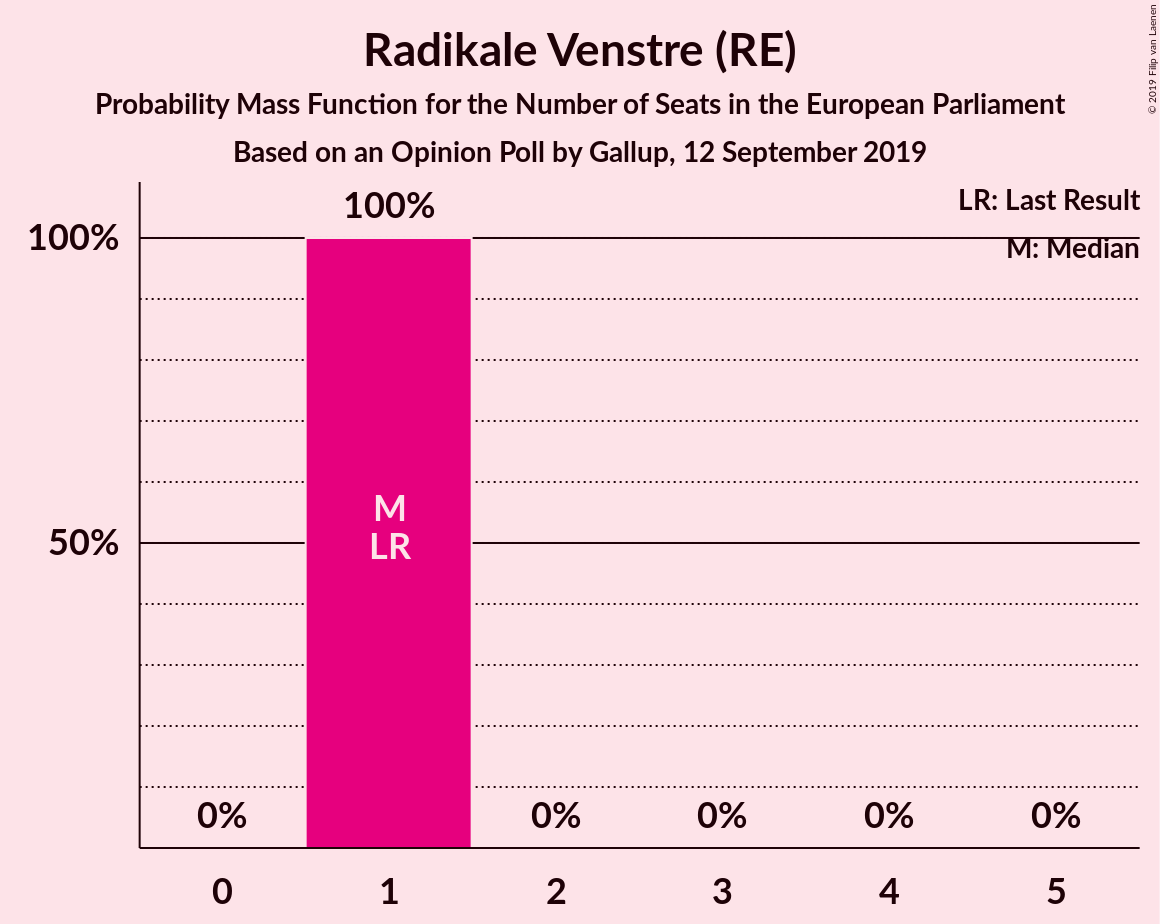 Radikale Venstre (RE)
Probability Mass Function for the Number of Seats in the European Parliament
Based on an Opinion Poll by Gallup, 12 September 2019
© 2019 Filip van Laenen
LR: Last Result
M: Median
100%
100%
50%
M
LR
0%
0%
0%
0%
0%
0 1 2 3 4 5